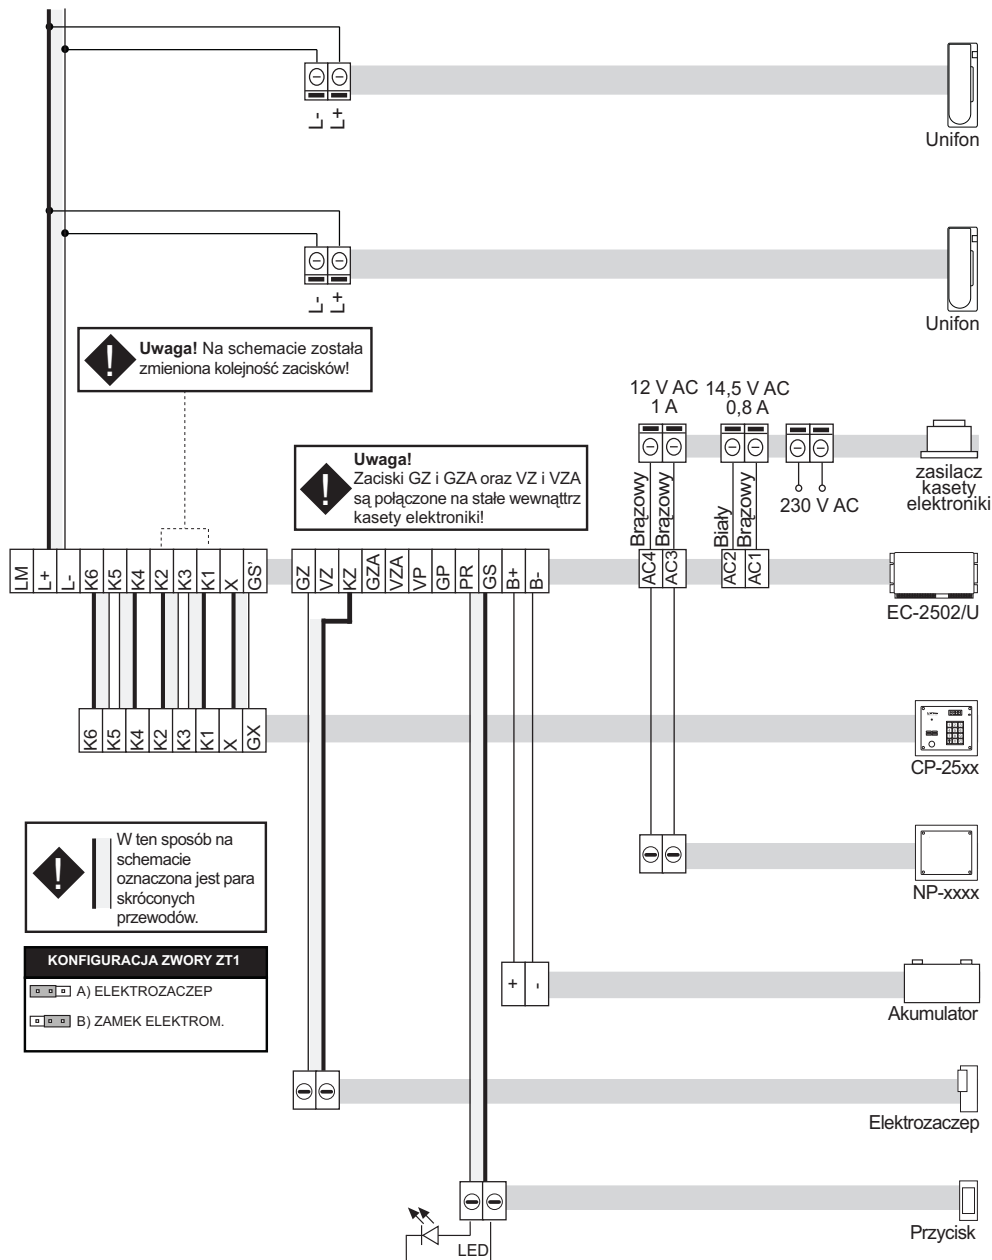 L-
L+
Unifon
L-
L+
Unifon
Uwaga! Na schemacie została
zmieniona kolejność zacisków!
12 V AC
1 A
14,5 V AC
0,8 A
Uwaga!
Zaciski GZ i GZA oraz VZ i VZA
są połączone na stałe wewnąttrz
kasety elektroniki!
Brązowy
Brązowy
Biały
Brązowy
230 V AC
zasilacz
kasety
elektroniki
LM
L+
L-
K6
K5
K4
K2
K3
K1
X
GS'
GZ
VZ
KZ
GZA
VZA
VP
GP
PR
GS
B+
B-
AC4
AC3
AC2
AC1
EC-2502/U
K6
K5
K4
K2
K3
K1
X
GX
CP-25xx
W ten sposób na
schemacie
oznaczona jest para
skróconych
przewodów.
NP-xxxx
KONFIGURACJA ZWORY ZT1
A) ELEKTROZACZEP
B) ZAMEK ELEKTROM.
+
-
Akumulator
Elektrozaczep
LED
Przycisk